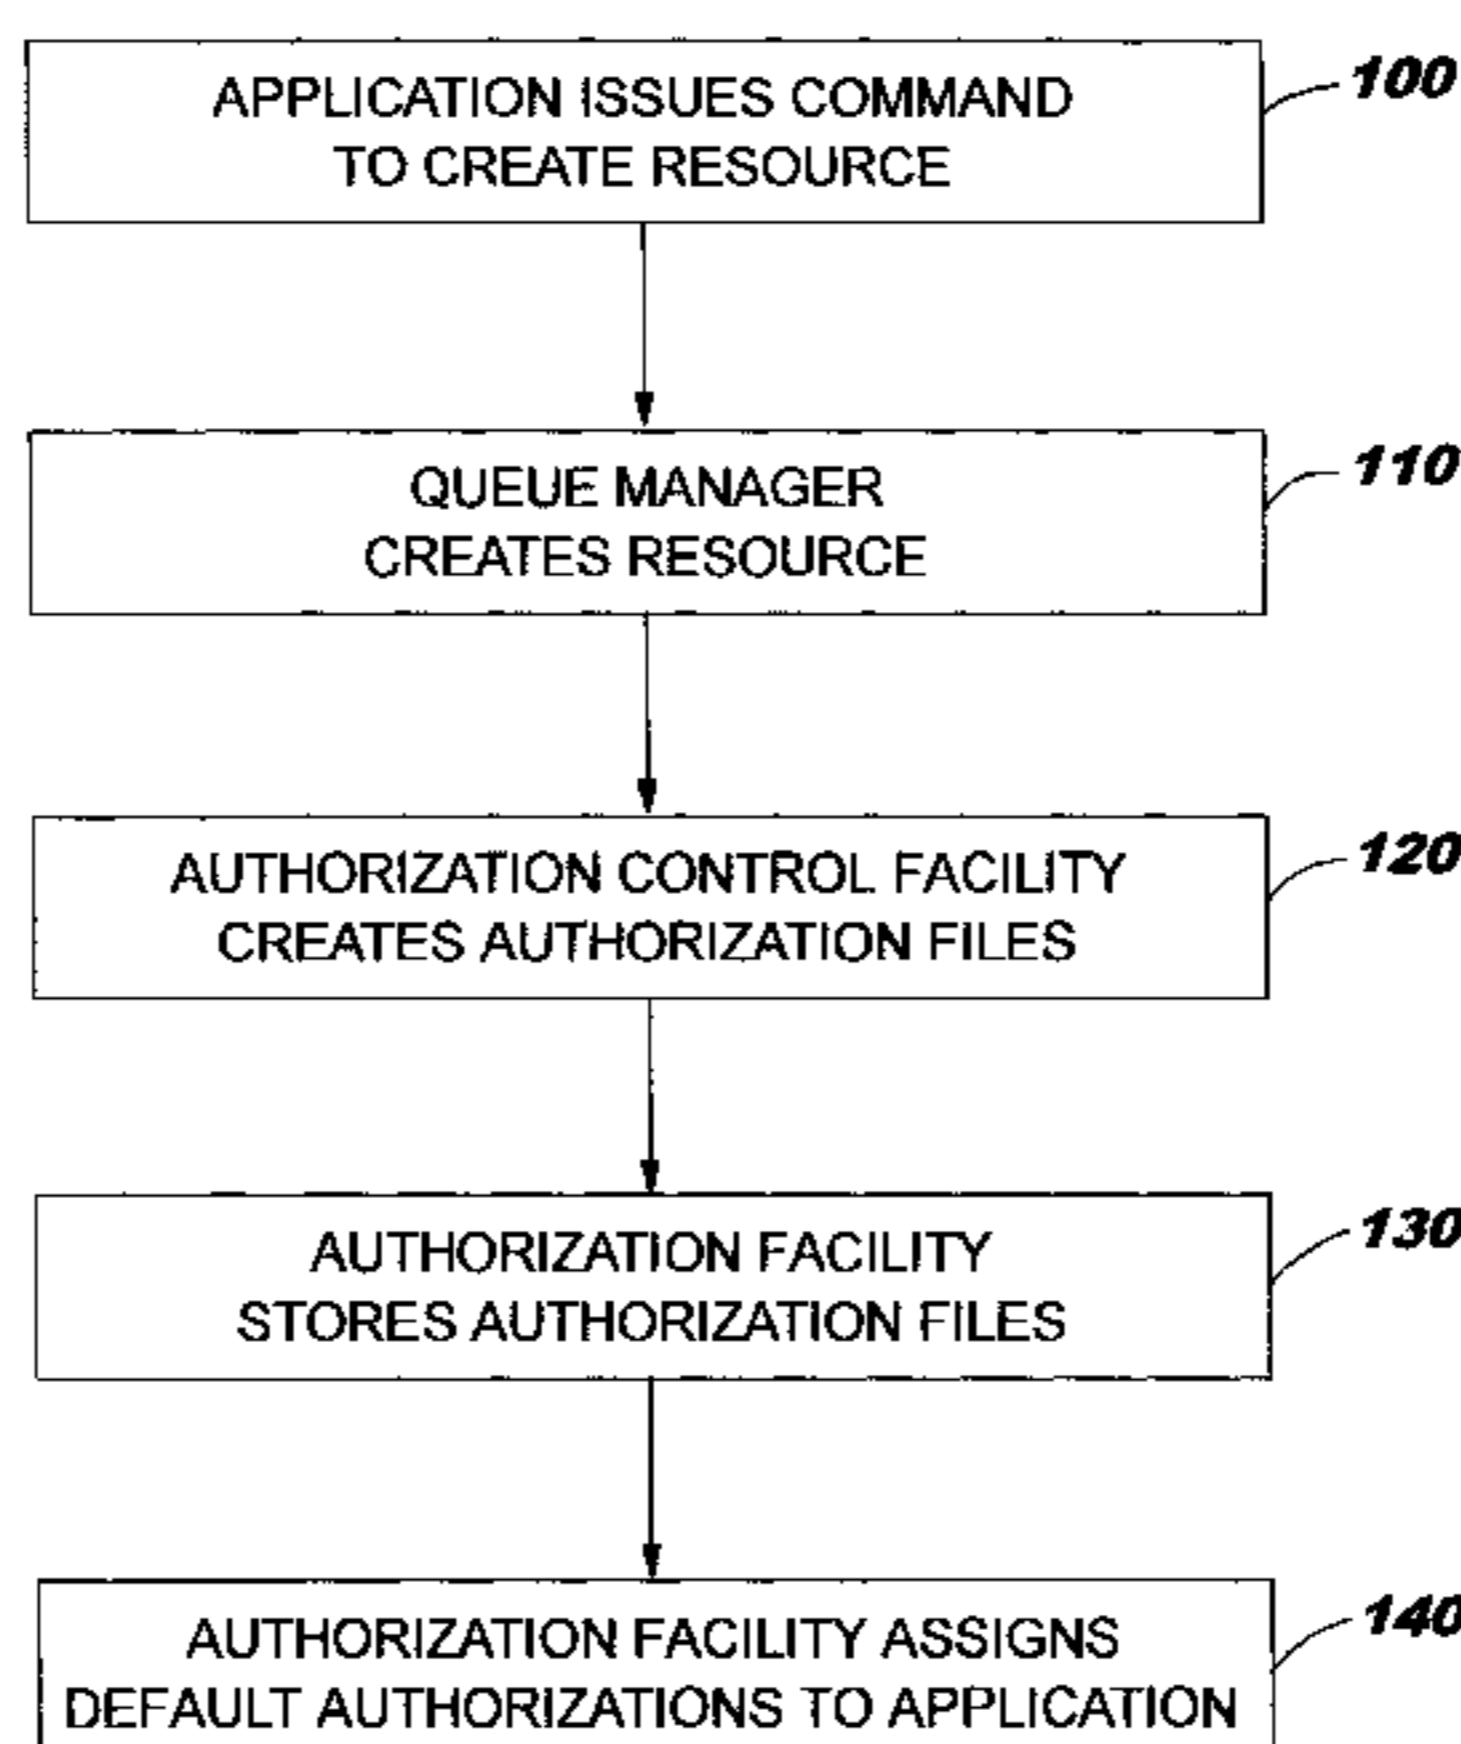 APPLICATION ISSUES COMMAND
TO CREATE RESOURCE
100
QUEUE MANAGER
CREATES RESOURCE
110
AUTHORIZATION CONTROL FACILITY
CREATES AUTHORIZATION FILES
120
AUTHORIZATION FACILITY
STORES AUTHORIZATION FILES
130
AUTHORIZATION FACILITY ASSIGNS
DEFAULT AUTHORIZATIONS TO APPLICATION
140